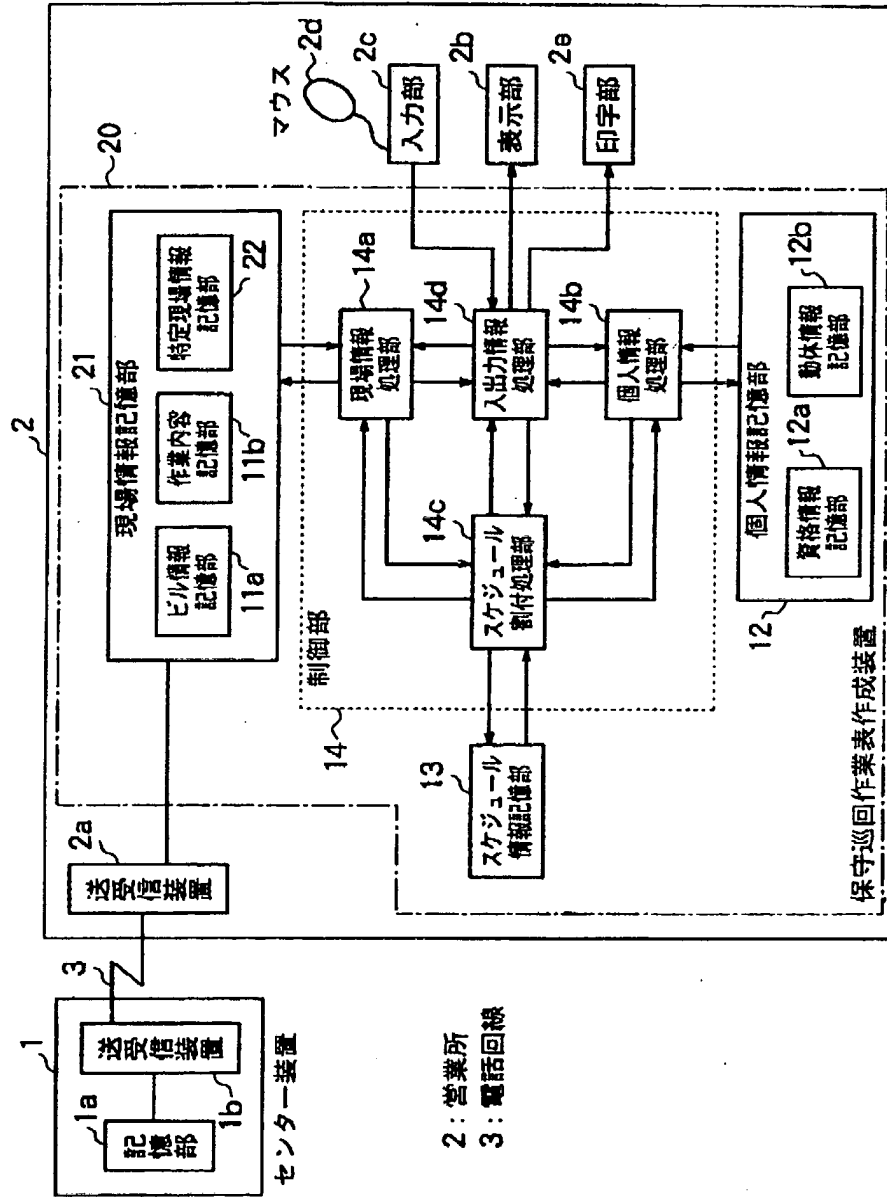 1
1a
記憶部
送受信装置
1b
センター装置
3
2
2a
送受信装置
20
21
現場情報記憶部
ビル情報
記憶部
11a
作業内容
記憶部
11b
特定現場情報
記憶部
22
制御部
14
13
スケジュール
情報記憶部
14c
スケジュール
割付処理部
14a
現場情報
処理部
14d
入出力情報
処理部
14b
個人情報
処理部
マウス
2d
2c
入力部
2b
表示部
2e
印字部
個人情報記憶部
12
12a
資格情報
記憶部
12b
動休情報
記憶部
保守巡回作業表作成装置
2：営業所
3：電話回線